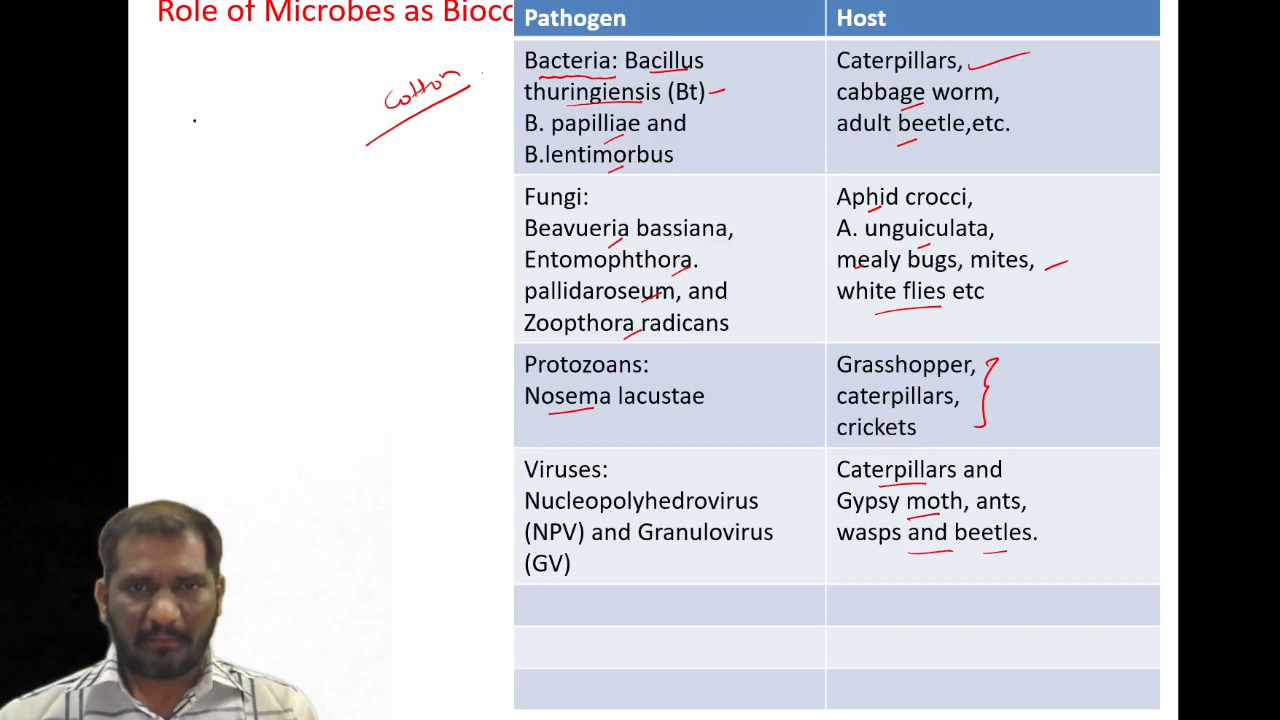 Role of Microbes as Bioco
Cotton
Pathogen
Host
Bacteria: Bacillus
thuringiensis (Bt)
B. papilliae and
B.lentimorbus
Caterpillars,
cabbage worm,
adult beetle,etc.
Fungi:
Beavueria bassiana,
Entomophthora.
pallidaroseum, and
Zoopthora radicans
Aphid crocci,
A. unguiculata,
mealy bugs, mites,
white flies etc
Protozoans:
Nosema lacustae
Grasshopper,
caterpillars,
crickets
Viruses:
Nucleopolyhedrovirus
(NPV) and Granulovirus
(GV)
Caterpillars and
Gypsy moth, ants,
wasps and beetles.